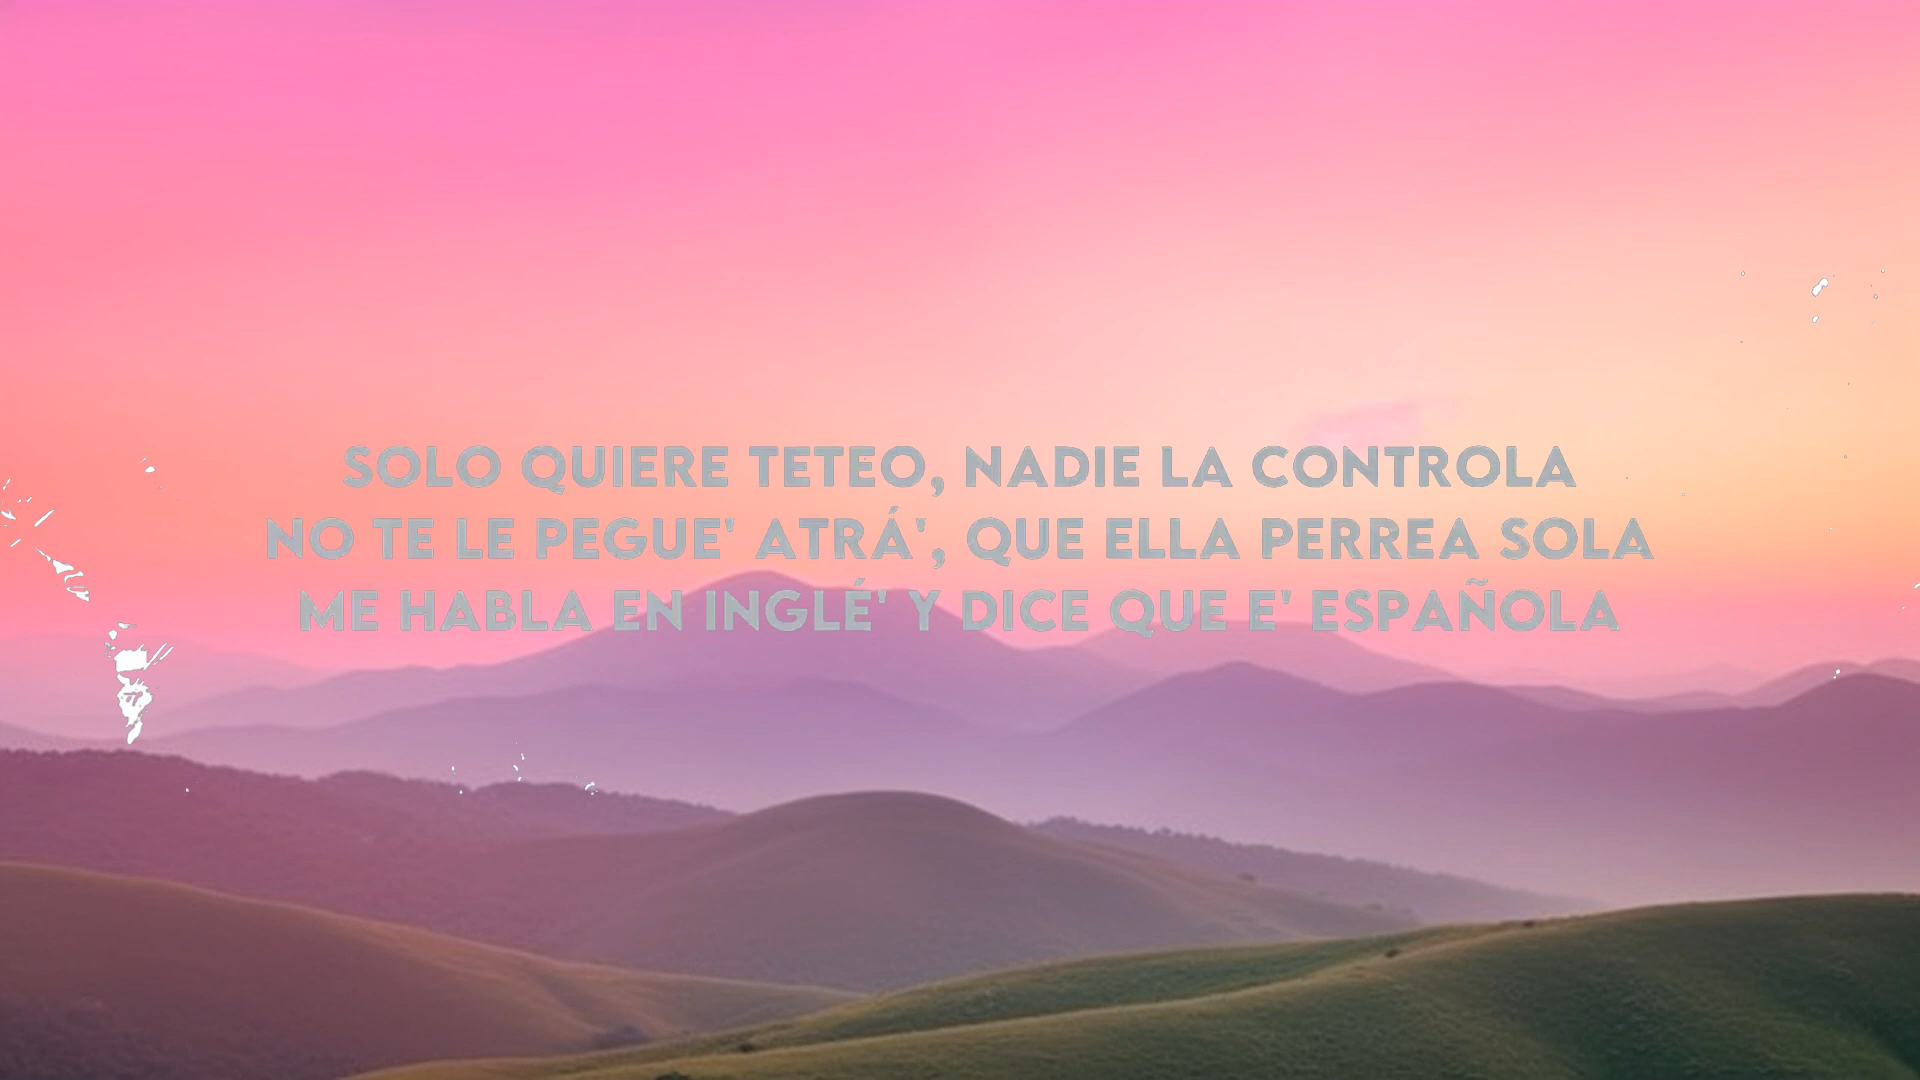 SOLO QUIERE TETEO, NADIE LA CONTROLA
NO TE LE PEGUE' ATRÁ', QUE ELLA PERREA SOLA
ME HABLA EN INGLÉ' Y DICE QUE E' ESPAÑOLA